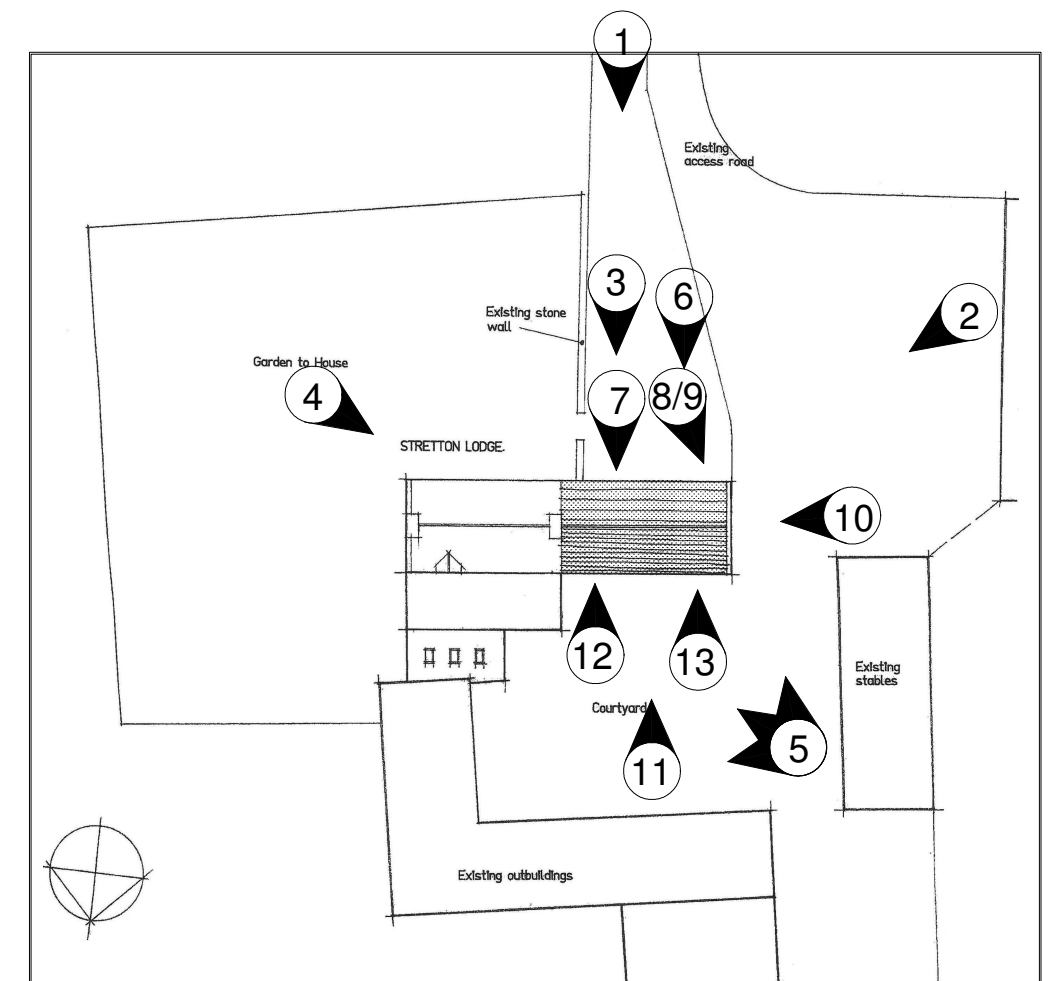 1
Existing
access road
3
6
2
Existing stone
wall
Garden to House
4
7
8/9
STRETTON LODGE.
10
12
13
Existing
stables
Courtyard
5
11
Existing outbuildings